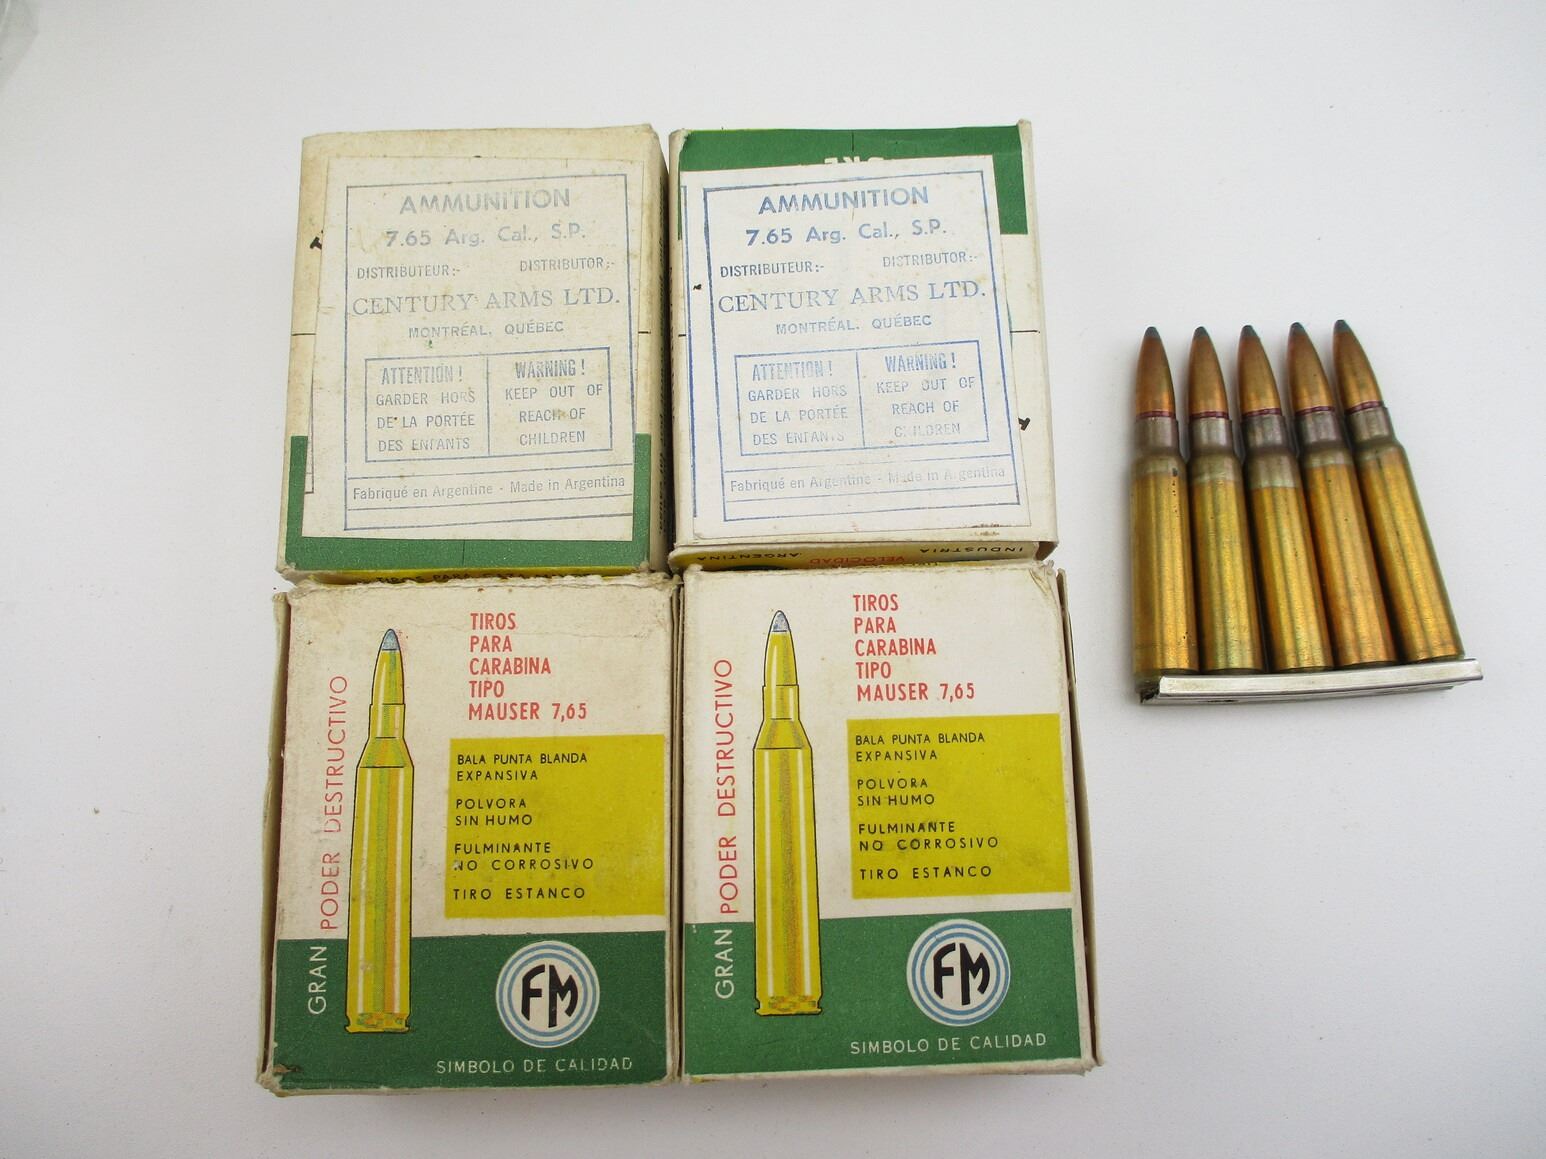 AMMUNITION
7.65 Arg. Cal., S.P.
DISTRIBUTEUR:- DISTRIBUTOR:-
CENTURY ARMS LTD.
MONTRÉAL, QUÉBEC
ATTENTION!
GARDER HORS
DE LA PORTÉE
DES ENFANTS
WARNING!
KEEP OUT OF
REACH OF
CHILDREN
Fabriqué en Argentine - Made in Argentina
AMMUNITION
7.65 Arg. Cal., S.P.
DISTRIBUTEUR:- DISTRIBUTOR:-
CENTURY ARMS LTD.
MONTRÉAL, QUÉBEC
ATTENTION!
GARDER HORS
DE LA PORTÉE
DES ENFANTS
WARNING!
KEEP OUT OF
REACH OF
CHILDREN
Fabriqué en Argentine - Made in Argentina
INDUSTRIA
ARGENTINA
VELOCIDAD
TIROS
PARA
CARABINA
TIPO
MAUSER 7,65
GRAN PODER DESTRUCTIVO
BALA PUNTA BLANDA
EXPANSIVA
POLVORA
SIN HUMO
FULMINANTE
NO CORROSIVO
TIRO ESTANCO
FM
SIMBOLO DE CALIDAD
TIROS
PARA
CARABINA
TIPO
MAUSER 7,65
GRAN PODER DESTRUCTIVO
BALA PUNTA BLANDA
EXPANSIVA
POLVORA
SIN HUMO
FULMINANTE
NO CORROSIVO
TIRO ESTANCO
FM
SIMBOLO DE CALIDAD